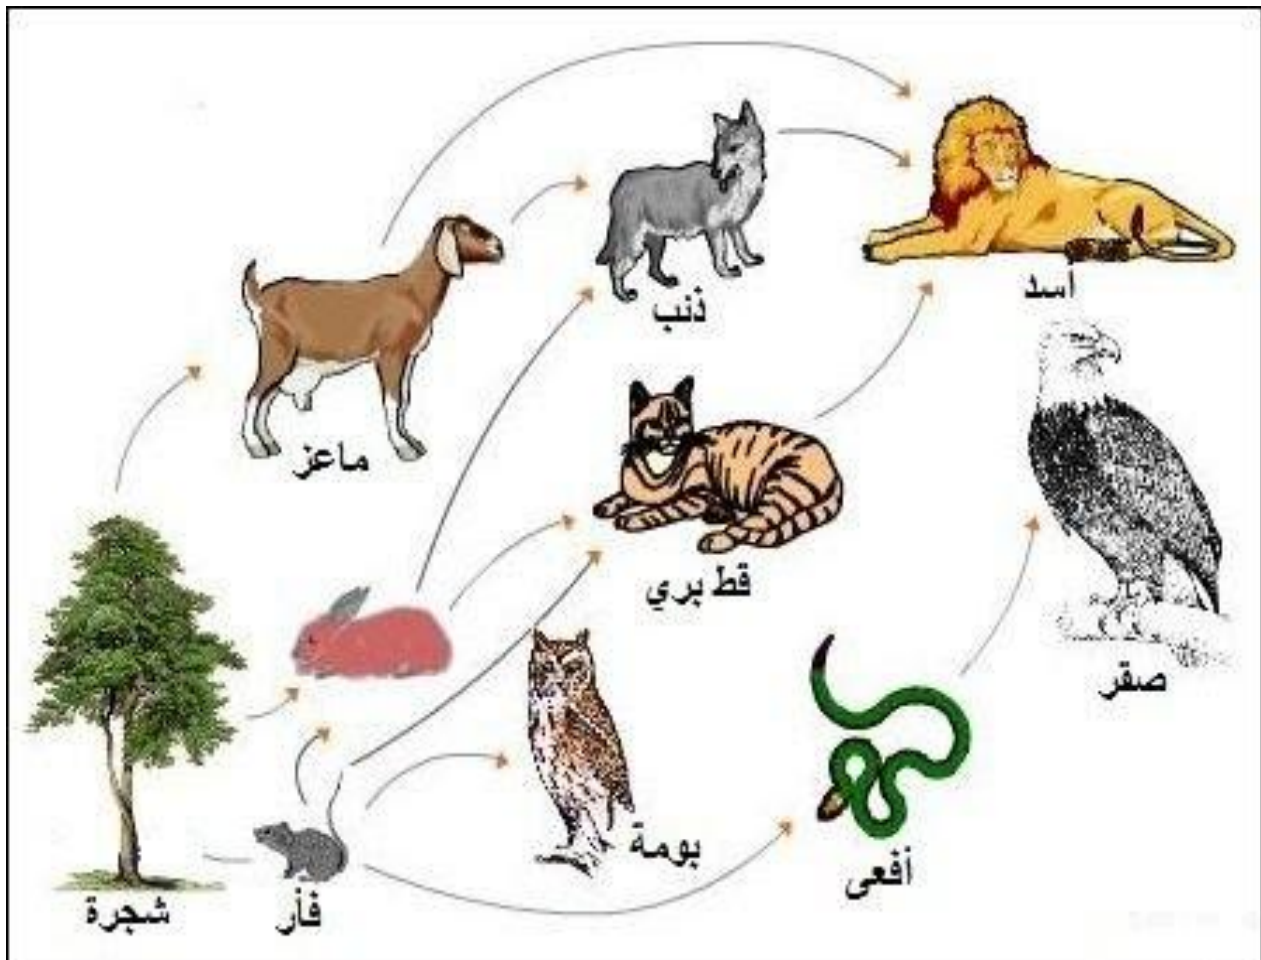 أسد
ذئب
ماعز
قط بري
صقر
بومة
أفعى
فأر
شجرة